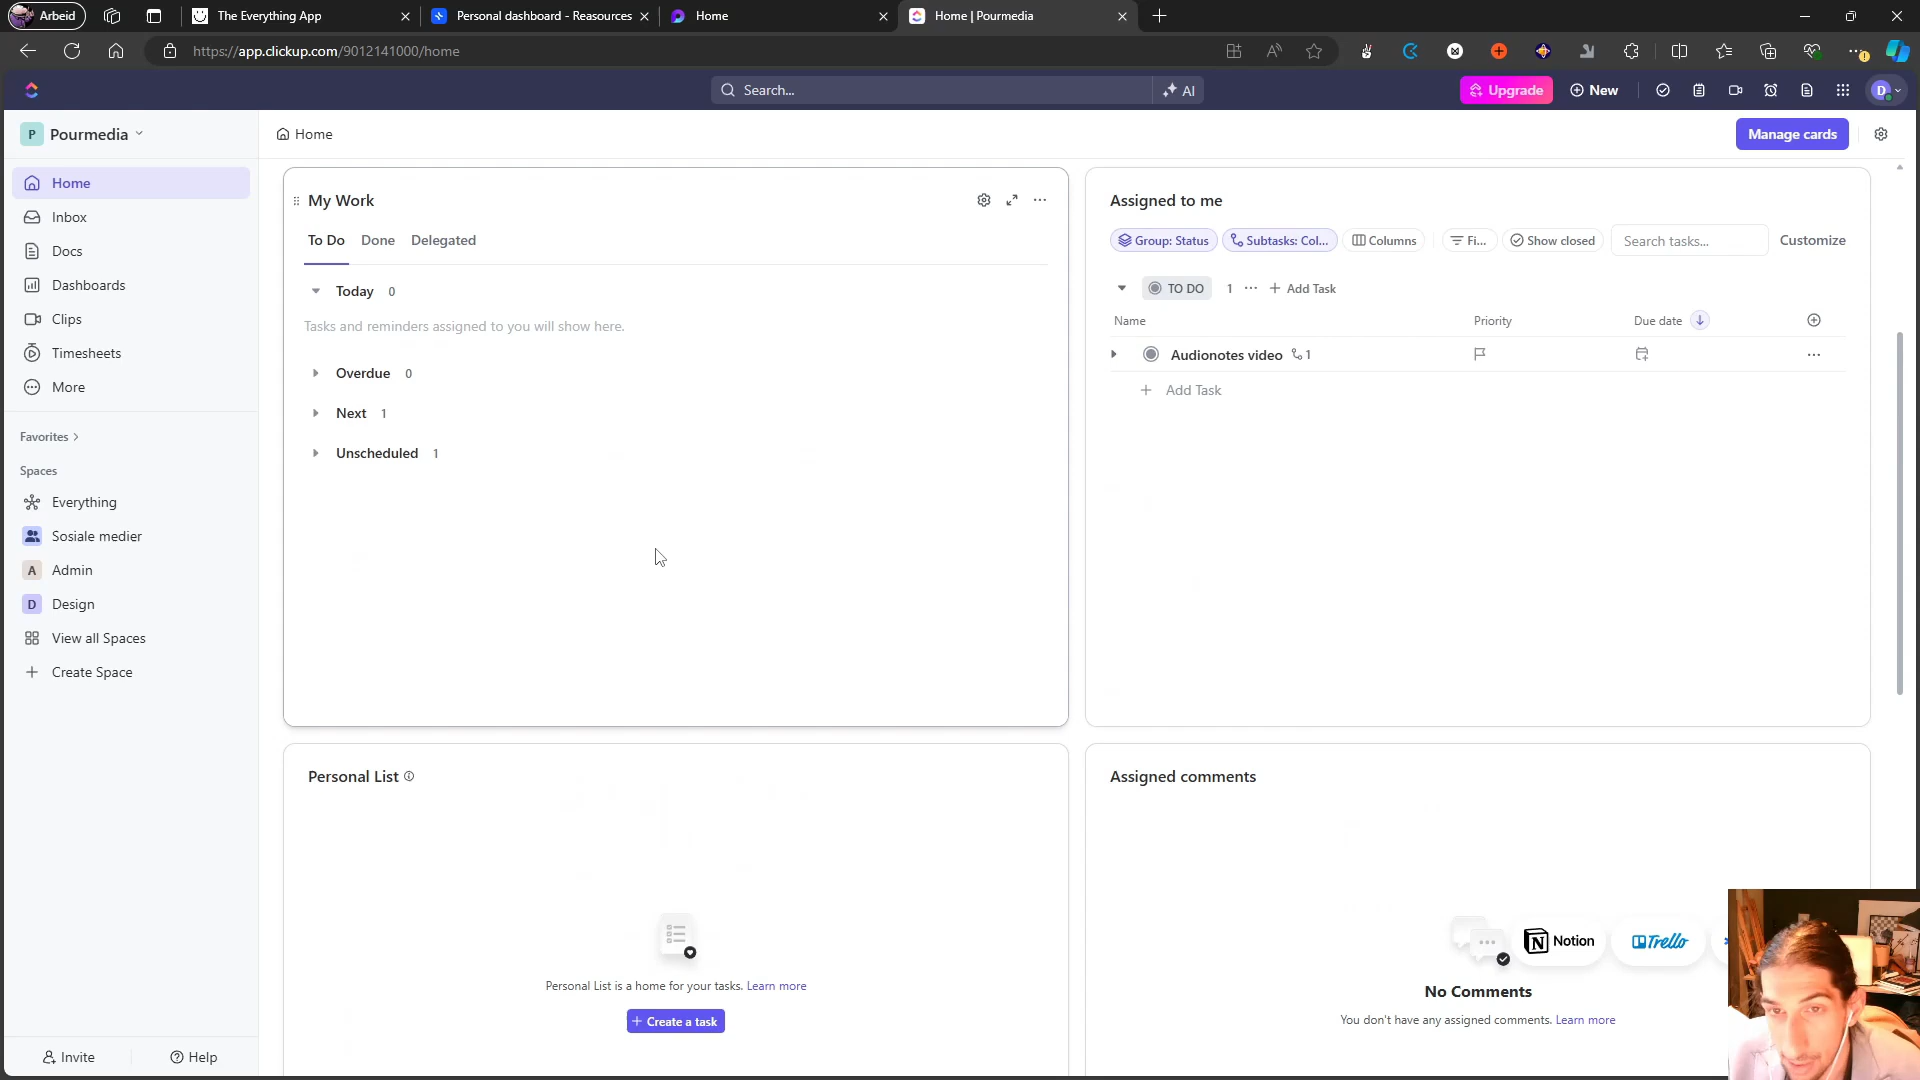 Arbeid
The Everything App
Personal dashboard - Reasources
Home
Home | Pourmedia
https://app.clickup.com/9012141000/home
Search...
AI
Upgrade
New
D
P Pourmedia
Home
Manage cards
Home
Inbox
Docs
Dashboards
Clips
Timesheets
More
Favorites
Spaces
Everything
Sosiale medier
A Admin
D Design
View all Spaces
Create Space
Invite
Help
My Work
To Do Done Delegated
Today 0
Tasks and reminders assigned to you will show here.
Overdue 0
Next 1
Unscheduled 1
Assigned to me
Group: Status
Subtasks: Col...
Columns
Fi...
Show closed
Search tasks...
Customize
TO DO 1 ... + Add Task
Name Priority Due date
Audionotes video 1
+ Add Task
Personal List
Personal List is a home for your tasks. Learn more
+ Create a task
Assigned comments
Notion
Trello
No Comments
You don't have any assigned comments. Learn more